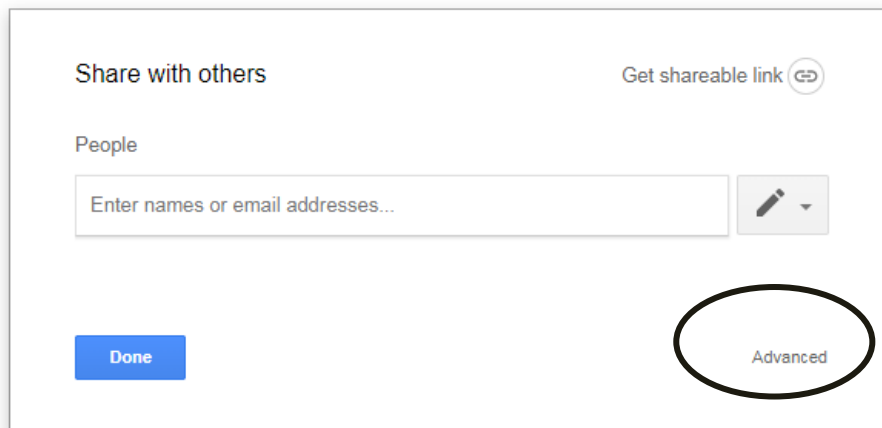 Share with others
Get shareable link
People
Enter names or email addresses...
Done
Advanced